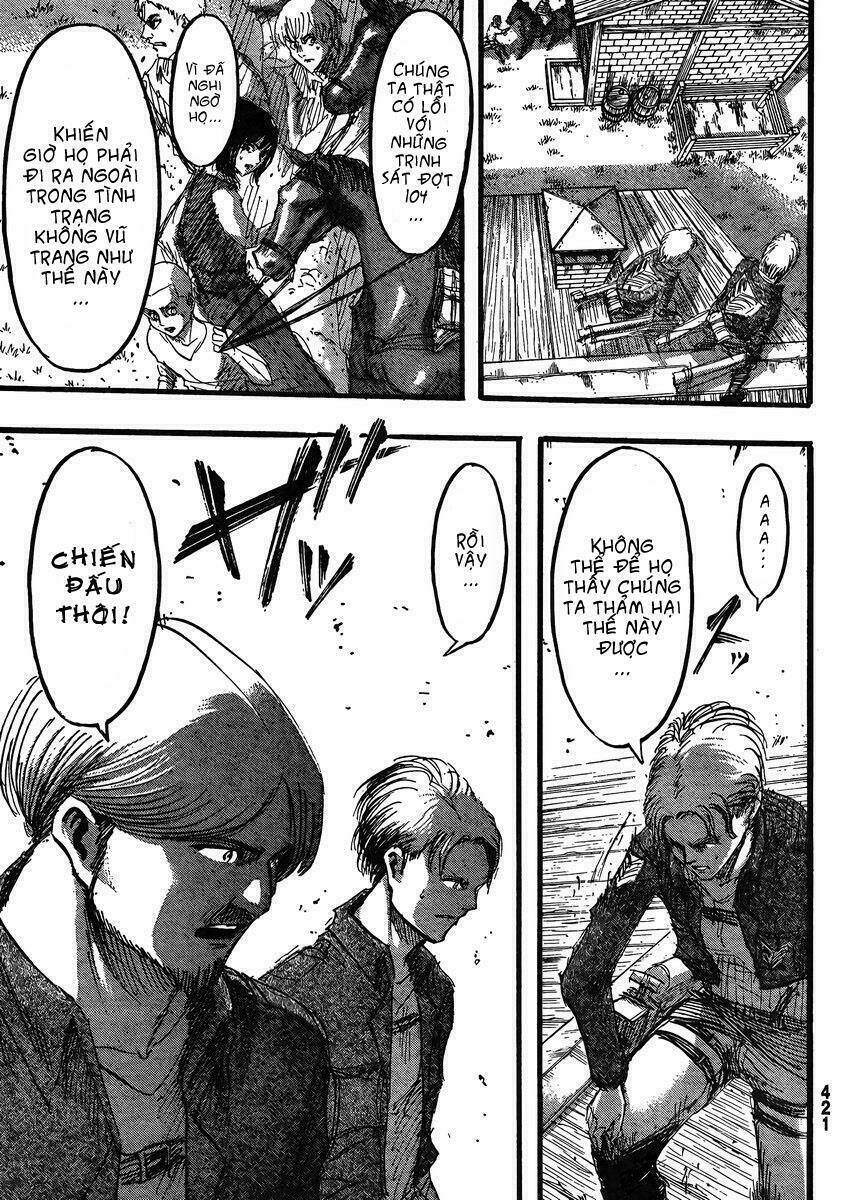 CHÚNG
TA THẬT
CÓ LỖI
VỚI
NHỮNG
TRINH
SÁT ĐỢT
104
...
VÌ ĐÃ
NGHI
NGỜ
HỌ...
KHIẾN
GIỜ HỌ PHẢI
ĐI RA NGOÀI
TRONG TÌNH
TRẠNG
KHÔNG VŨ
TRANG NHƯ
THẾ NÀY
...
A
A
A...
KHÔNG
THỂ ĐỂ HỌ
THẤY CHÚNG
TA THẢM HẠI
THẾ NÀY
ĐƯỢC
...
RỒI
VẬY
...
CHIẾN
ĐẤU
THÔI!
421